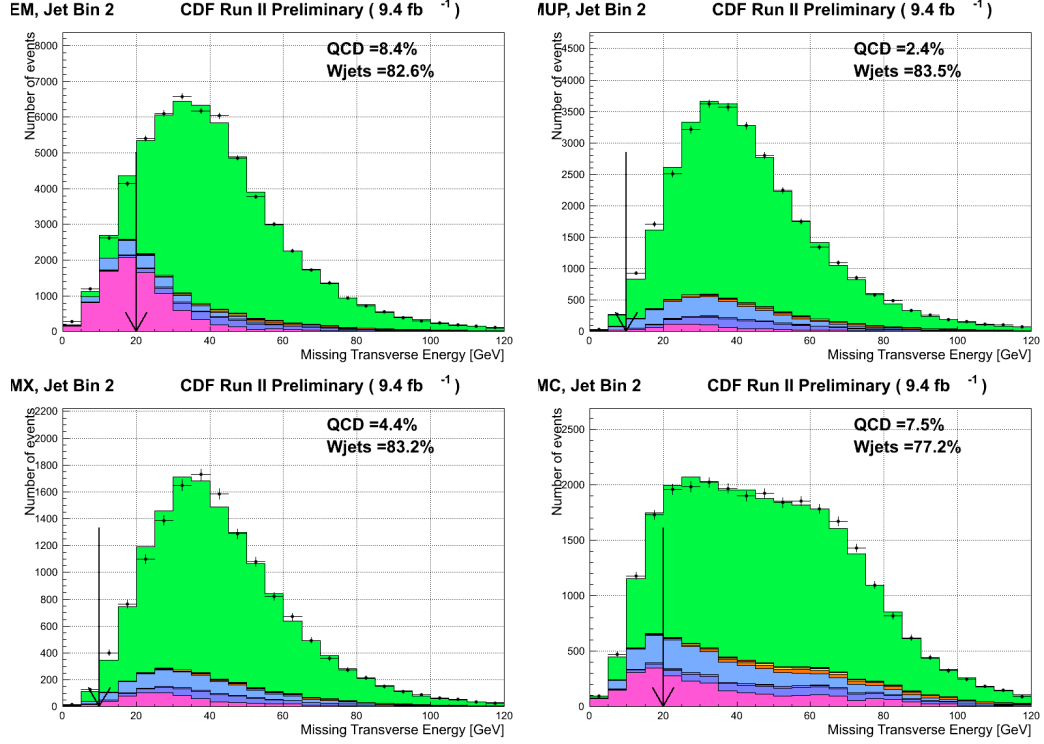 EM, Jet Bin 2 CDF Run II Preliminary ( 9.4 fb -1 )
Number of events
QCD =8.4%
Wjets =82.6%
8000
7000
6000
5000
4000
3000
2000
1000
0
0 20 40 60 80 100 120
Missing Transverse Energy [GeV]
MUP, Jet Bin 2 CDF Run II Preliminary ( 9.4 fb -1 )
Number of events
QCD =2.4%
Wjets =83.5%
4500
4000
3500
3000
2500
2000
1500
1000
500
0
0 20 40 60 80 100 120
Missing Transverse Energy [GeV]
MX, Jet Bin 2 CDF Run II Preliminary ( 9.4 fb -1 )
Number of events
QCD =4.4%
Wjets =83.2%
2200
2000
1800
1600
1400
1200
1000
800
600
400
200
0
0 20 40 60 80 100 120
Missing Transverse Energy [GeV]
MC, Jet Bin 2 CDF Run II Preliminary ( 9.4 fb -1 )
Number of events
QCD =7.5%
Wjets =77.2%
2500
2000
1500
1000
500
0
0 20 40 60 80 100 120
Missing Transverse Energy [GeV]